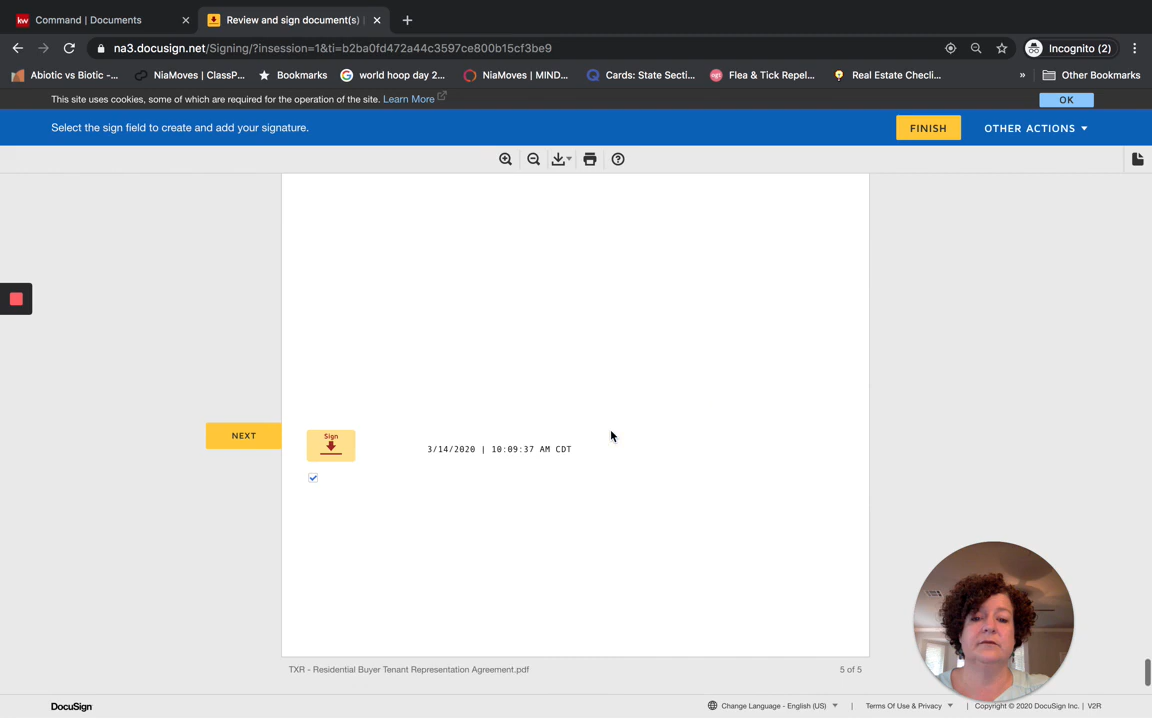 kw Command | Documents
Review and sign document(s) |
na3.docusign.net/Signing/?insession=1&ti=b2ba0fd472a44c3597ce800b15cf3be9
Incognito (2)
Abiotic vs Biotic -... NiaMoves | ClassP... Bookmarks world hoop day 2... NiaMoves | MIND... Cards: State Secti... Flea & Tick Repel... Real Estate Checli... » Other Bookmarks
This site uses cookies, some of which are required for the operation of the site. Learn More
OK
Select the sign field to create and add your signature.
FINISH
OTHER ACTIONS
NEXT
Sign
3/14/2020 | 10:09:37 AM CDT
TXR - Residential Buyer Tenant Representation Agreement.pdf
5 of 5
DocuSign
Change Language - English (US) | Terms Of Use & Privacy | Copyright © 2020 DocuSign Inc. | V2R